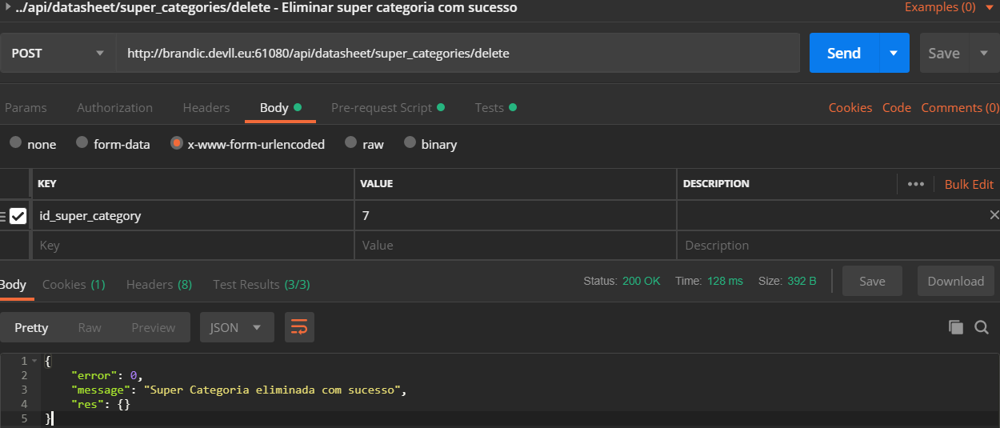 ../api/datasheet/super_categories/delete - Eliminar super categoria com sucesso Examples (0)
POST http://brandic.devll.eu:61080/api/datasheet/super_categories/delete Send Save
Params Authorization Headers Body Pre-request Script Tests Cookies Code Comments (0)
none form-data x-www-form-urlencoded raw binary
KEY VALUE DESCRIPTION ••• Bulk Edit
id_super_category 7
Key Value Description
Body Cookies (1) Headers (8) Test Results (3/3) Status: 200 OK Time: 128 ms Size: 392 B Save Download
Pretty Raw Preview JSON
1 {
2 "error": 0,
3 "message": "Super Categoria eliminada com sucesso",
4 "res": {}
5 }